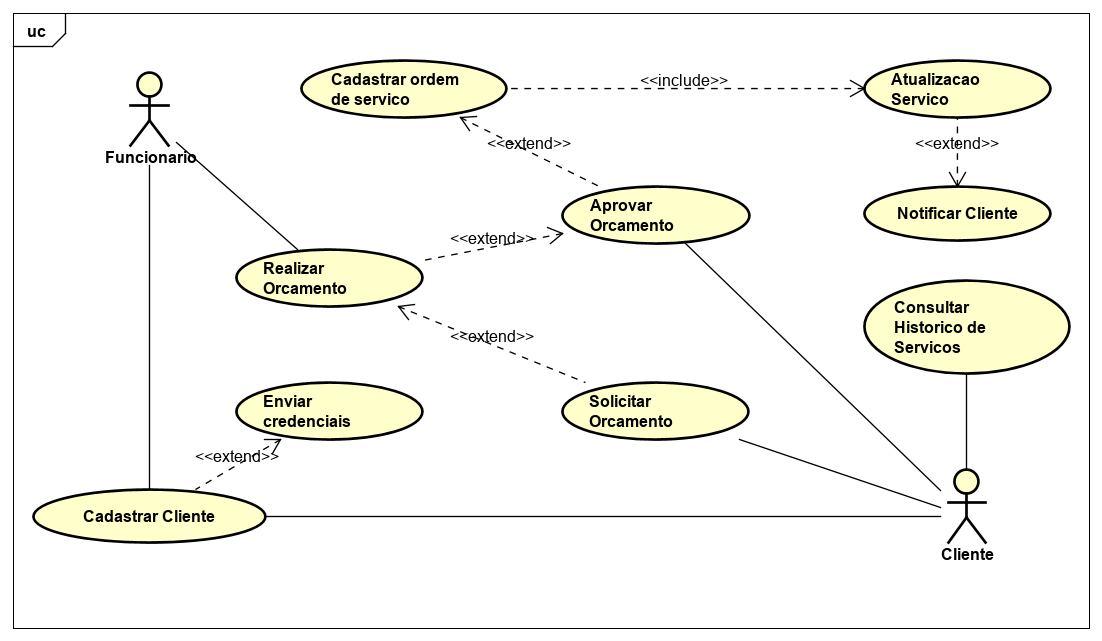 uc
Cadastrar ordem
de servico
<<include>>
Atualizacao
Servico
Funcionario
<<extend>>
<<extend>>
Aprovar
Orcamento
Notificar Cliente
<<extend>>
Realizar
Orcamento
Consultar
Historico de
Servicos
<<extend>>
Enviar
credenciais
Solicitar
Orcamento
<<extend>>
Cadastrar Cliente
Cliente